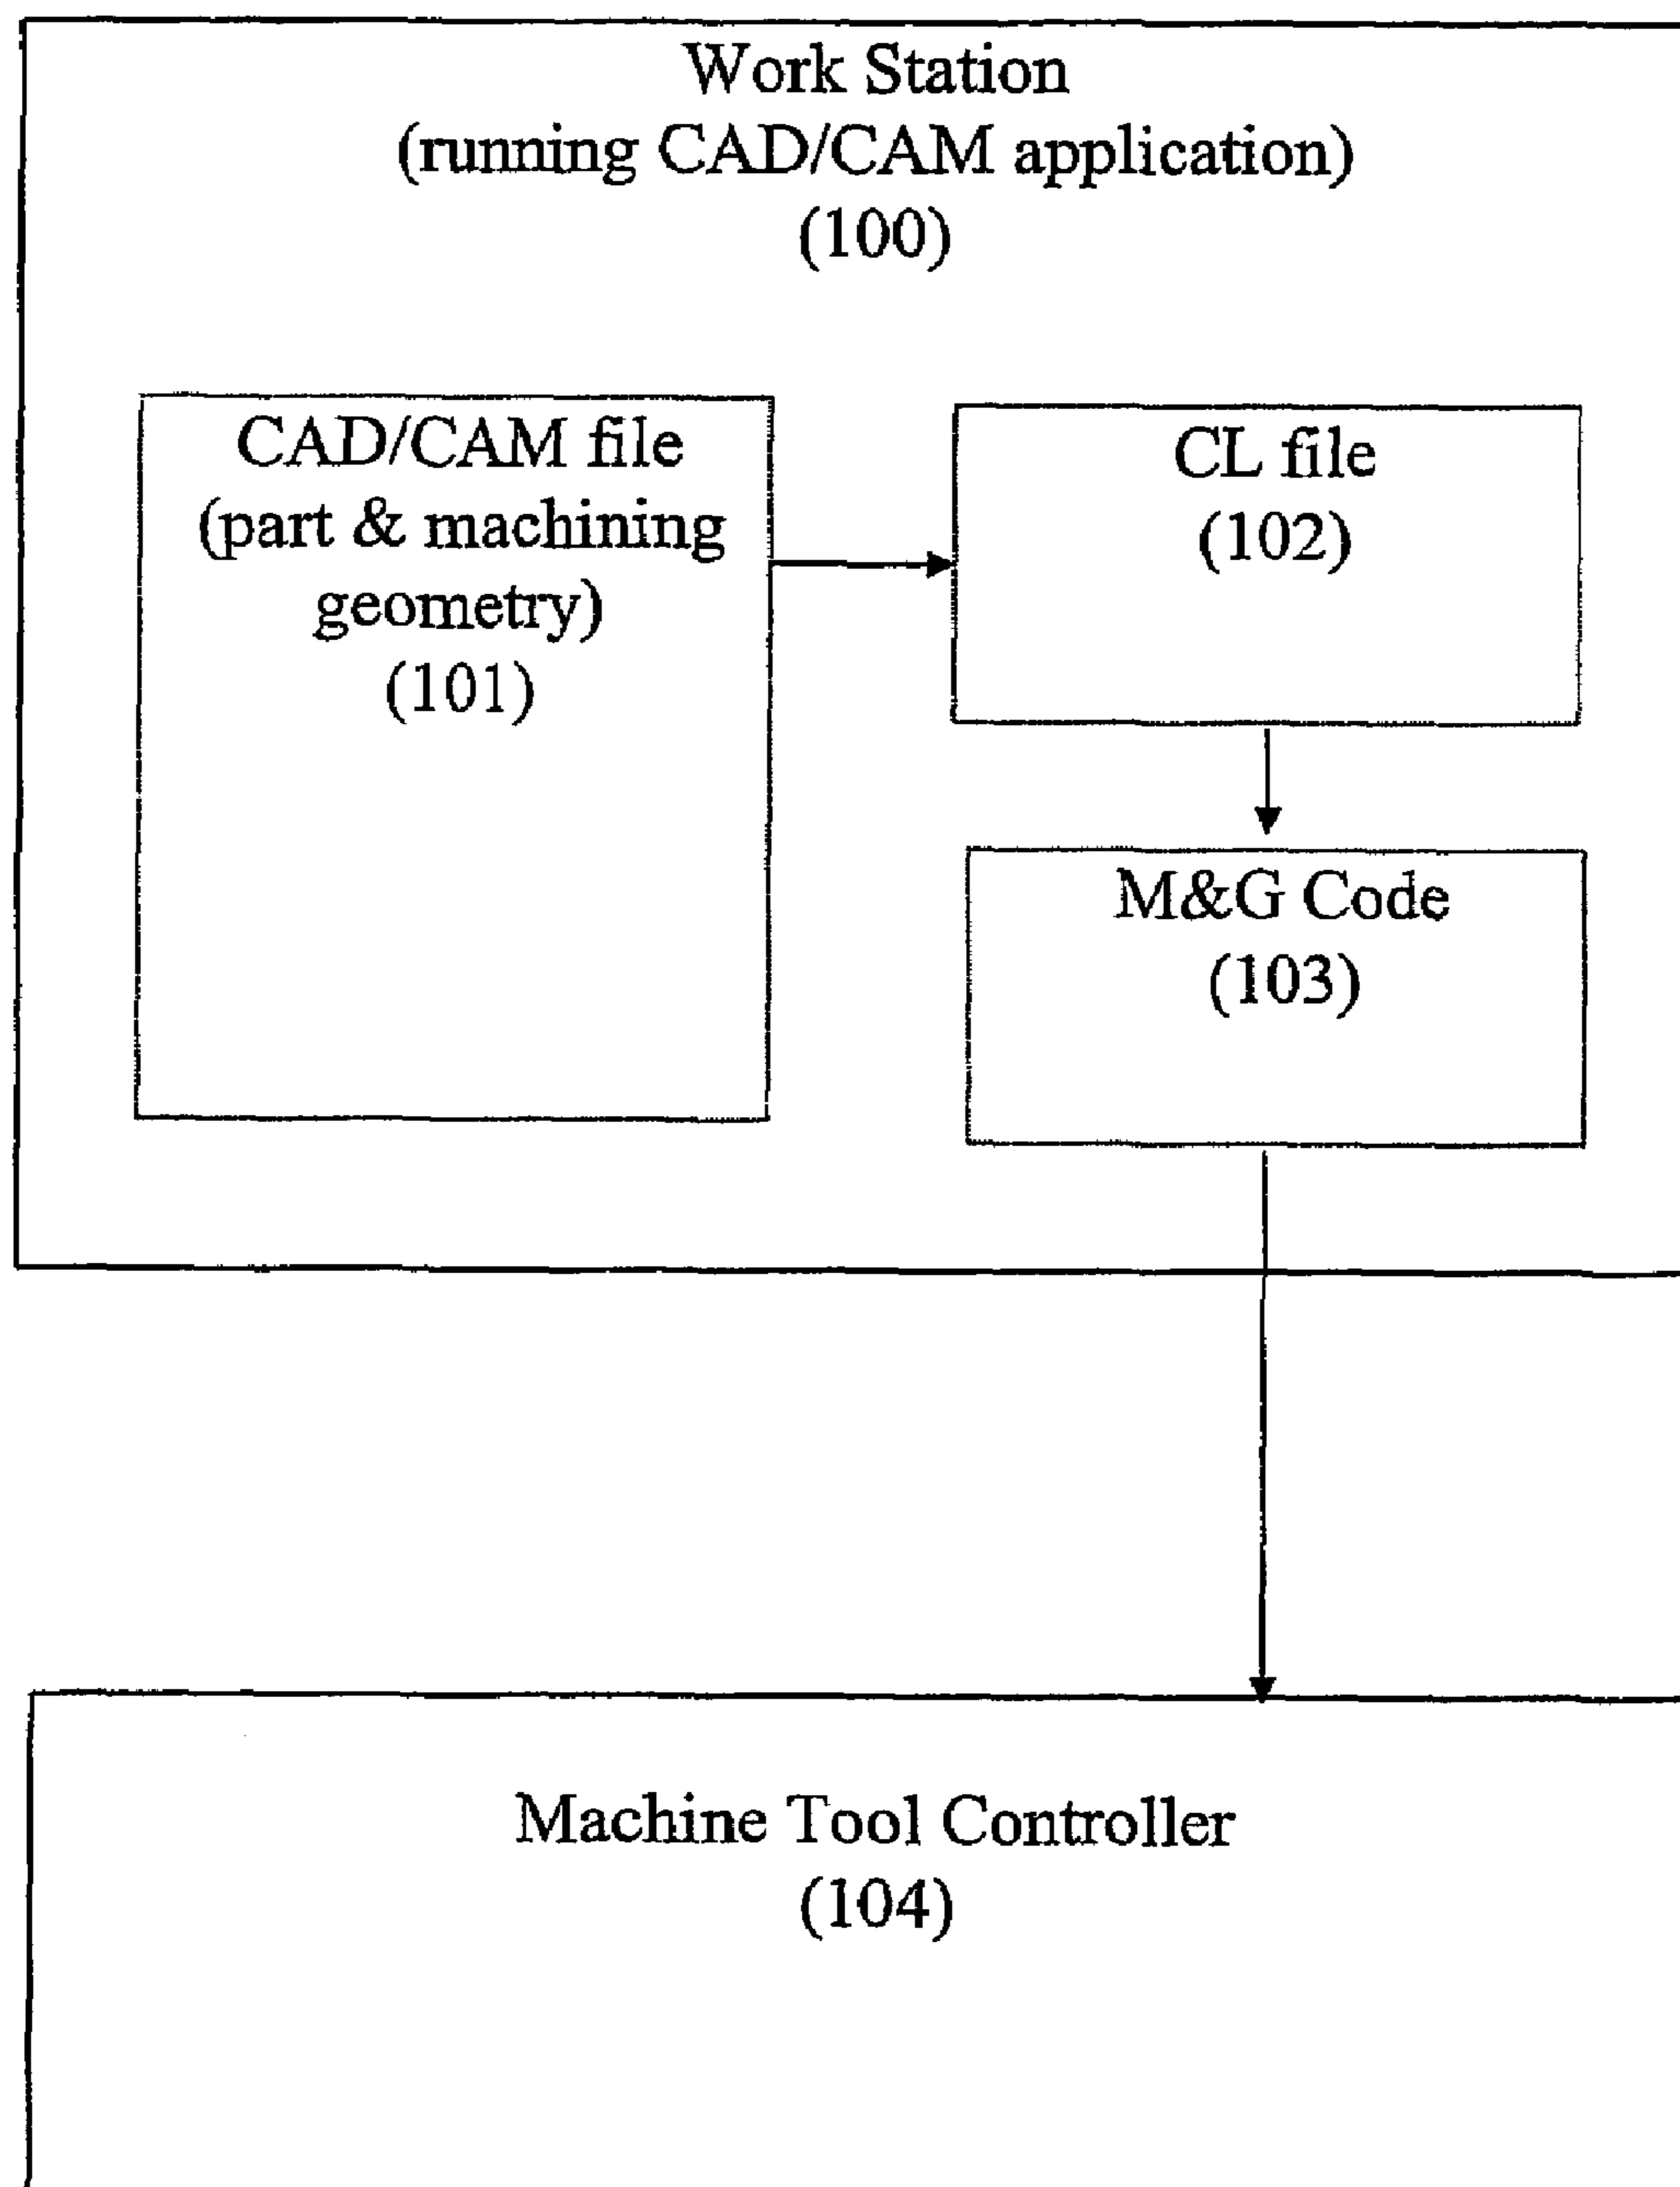 Work Station
(running CAD/CAM application)
(100)
CAD/CAM file
(part & machining
geometry)
(101)
CL file
(102)
M&G Code
(103)
Machine Tool Controller
(104)